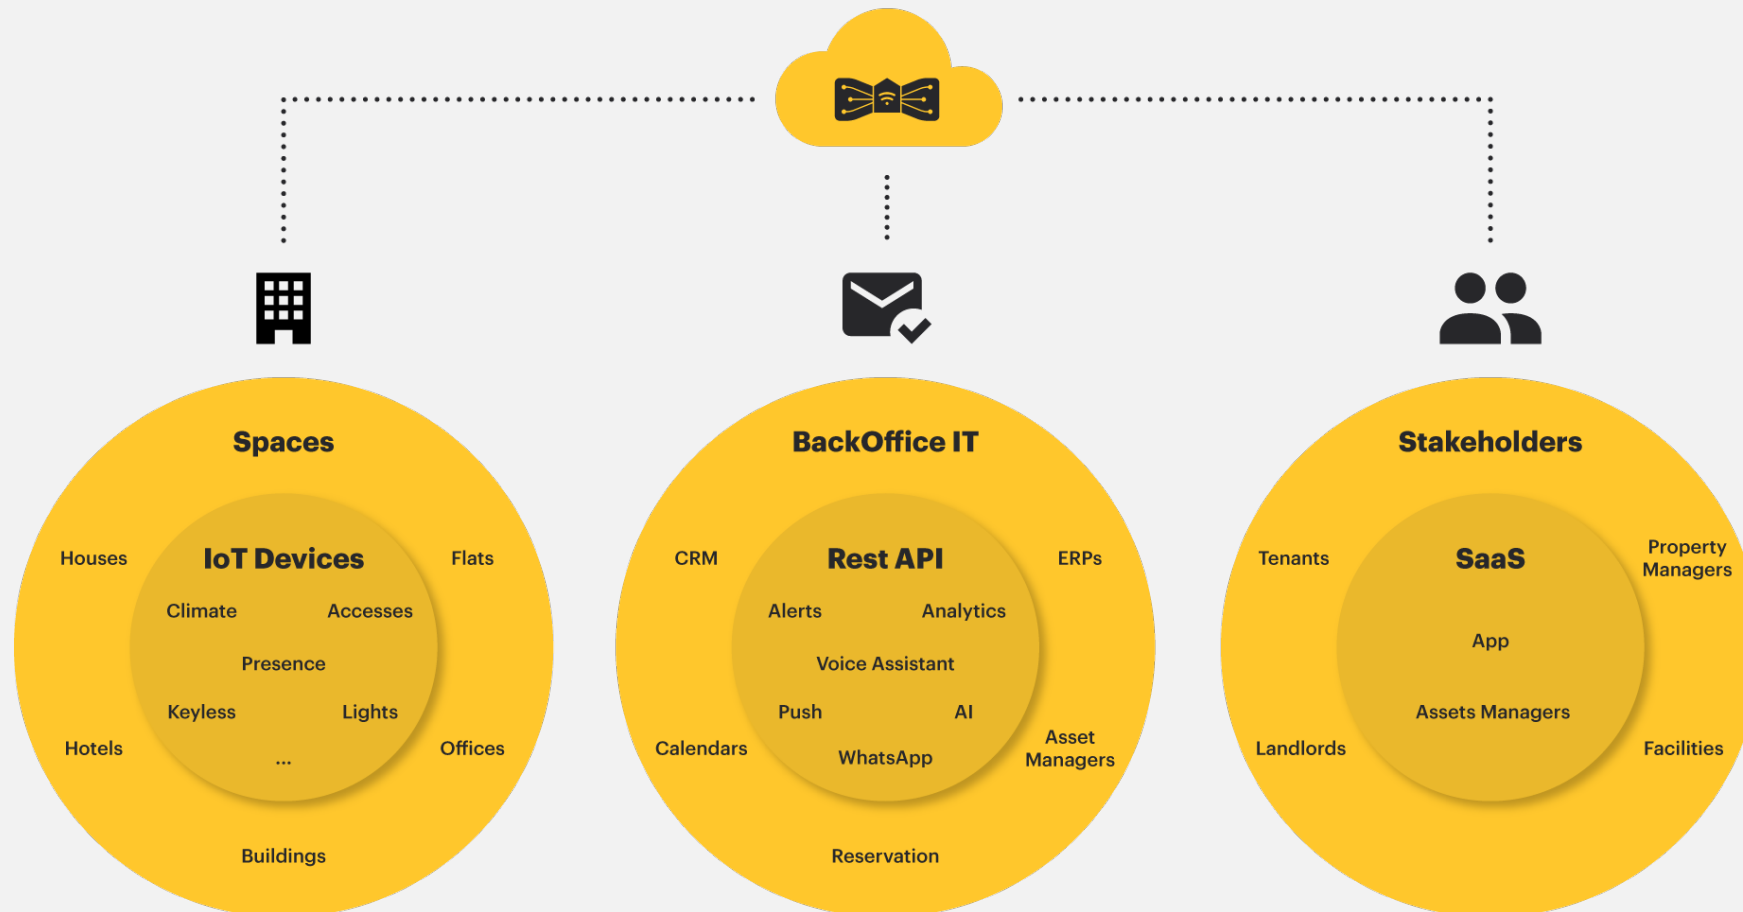 Spaces
Houses
Flats
IoT Devices
Climate
Accesses
Presence
Keyless
Lights
...
Hotels
Offices
Buildings
BackOffice IT
CRM
ERPs
Rest API
Alerts
Analytics
Voice Assistant
Push
AI
WhatsApp
Calendars
Asset
Managers
Reservation
Stakeholders
Tenants
Property
Managers
SaaS
App
Assets Managers
Landlords
Facilities